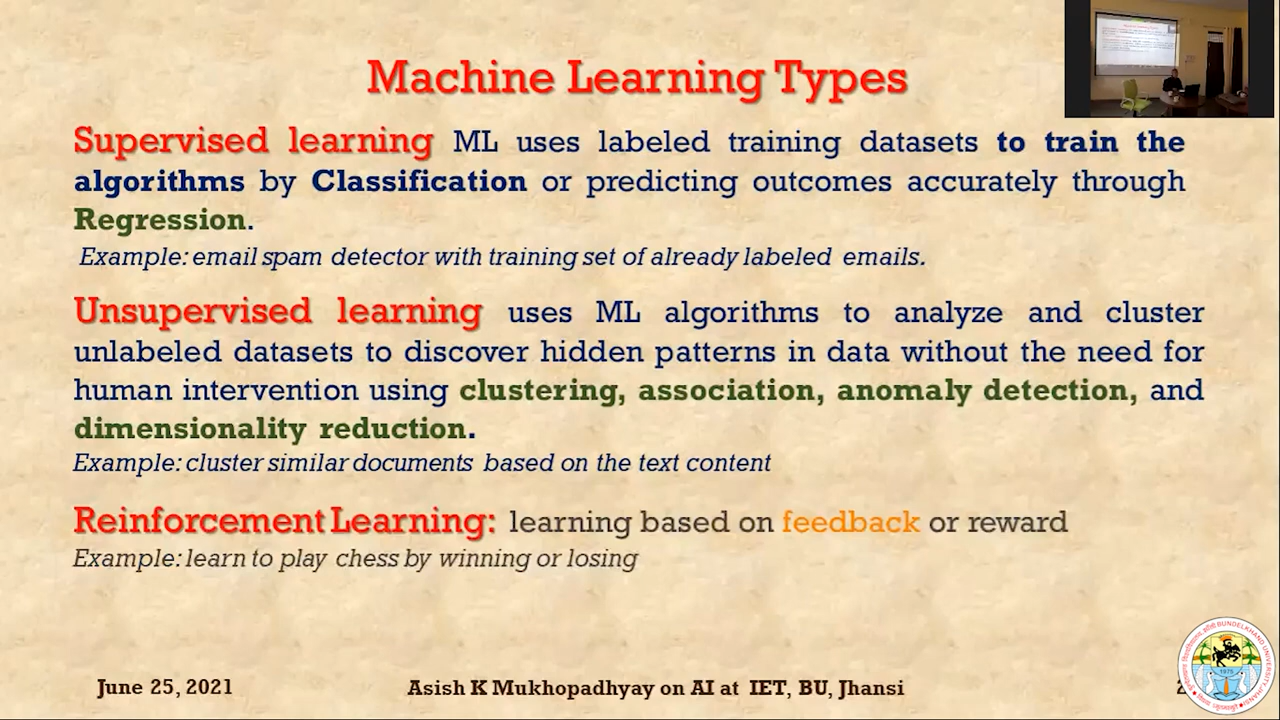 Machine Learning Types
Supervised learning ML uses labeled training datasets to train the
algorithms by Classification or predicting outcomes accurately through
Regression.
Example: email spam detector with training set of already labeled emails.
Unsupervised learning uses ML algorithms to analyze and cluster
unlabeled datasets to discover hidden patterns in data without the need for
human intervention using clustering, association, anomaly detection, and
dimensionality reduction.
Example: cluster similar documents based on the text content
Reinforcement Learning: learning based on feedback or reward
Example: learn to play chess by winning or losing
June 25, 2021
Asish K Mukhopadhyay on AI at IET, BU, Jhansi
BUNDELKHAND UNIVERSITY JHANSI